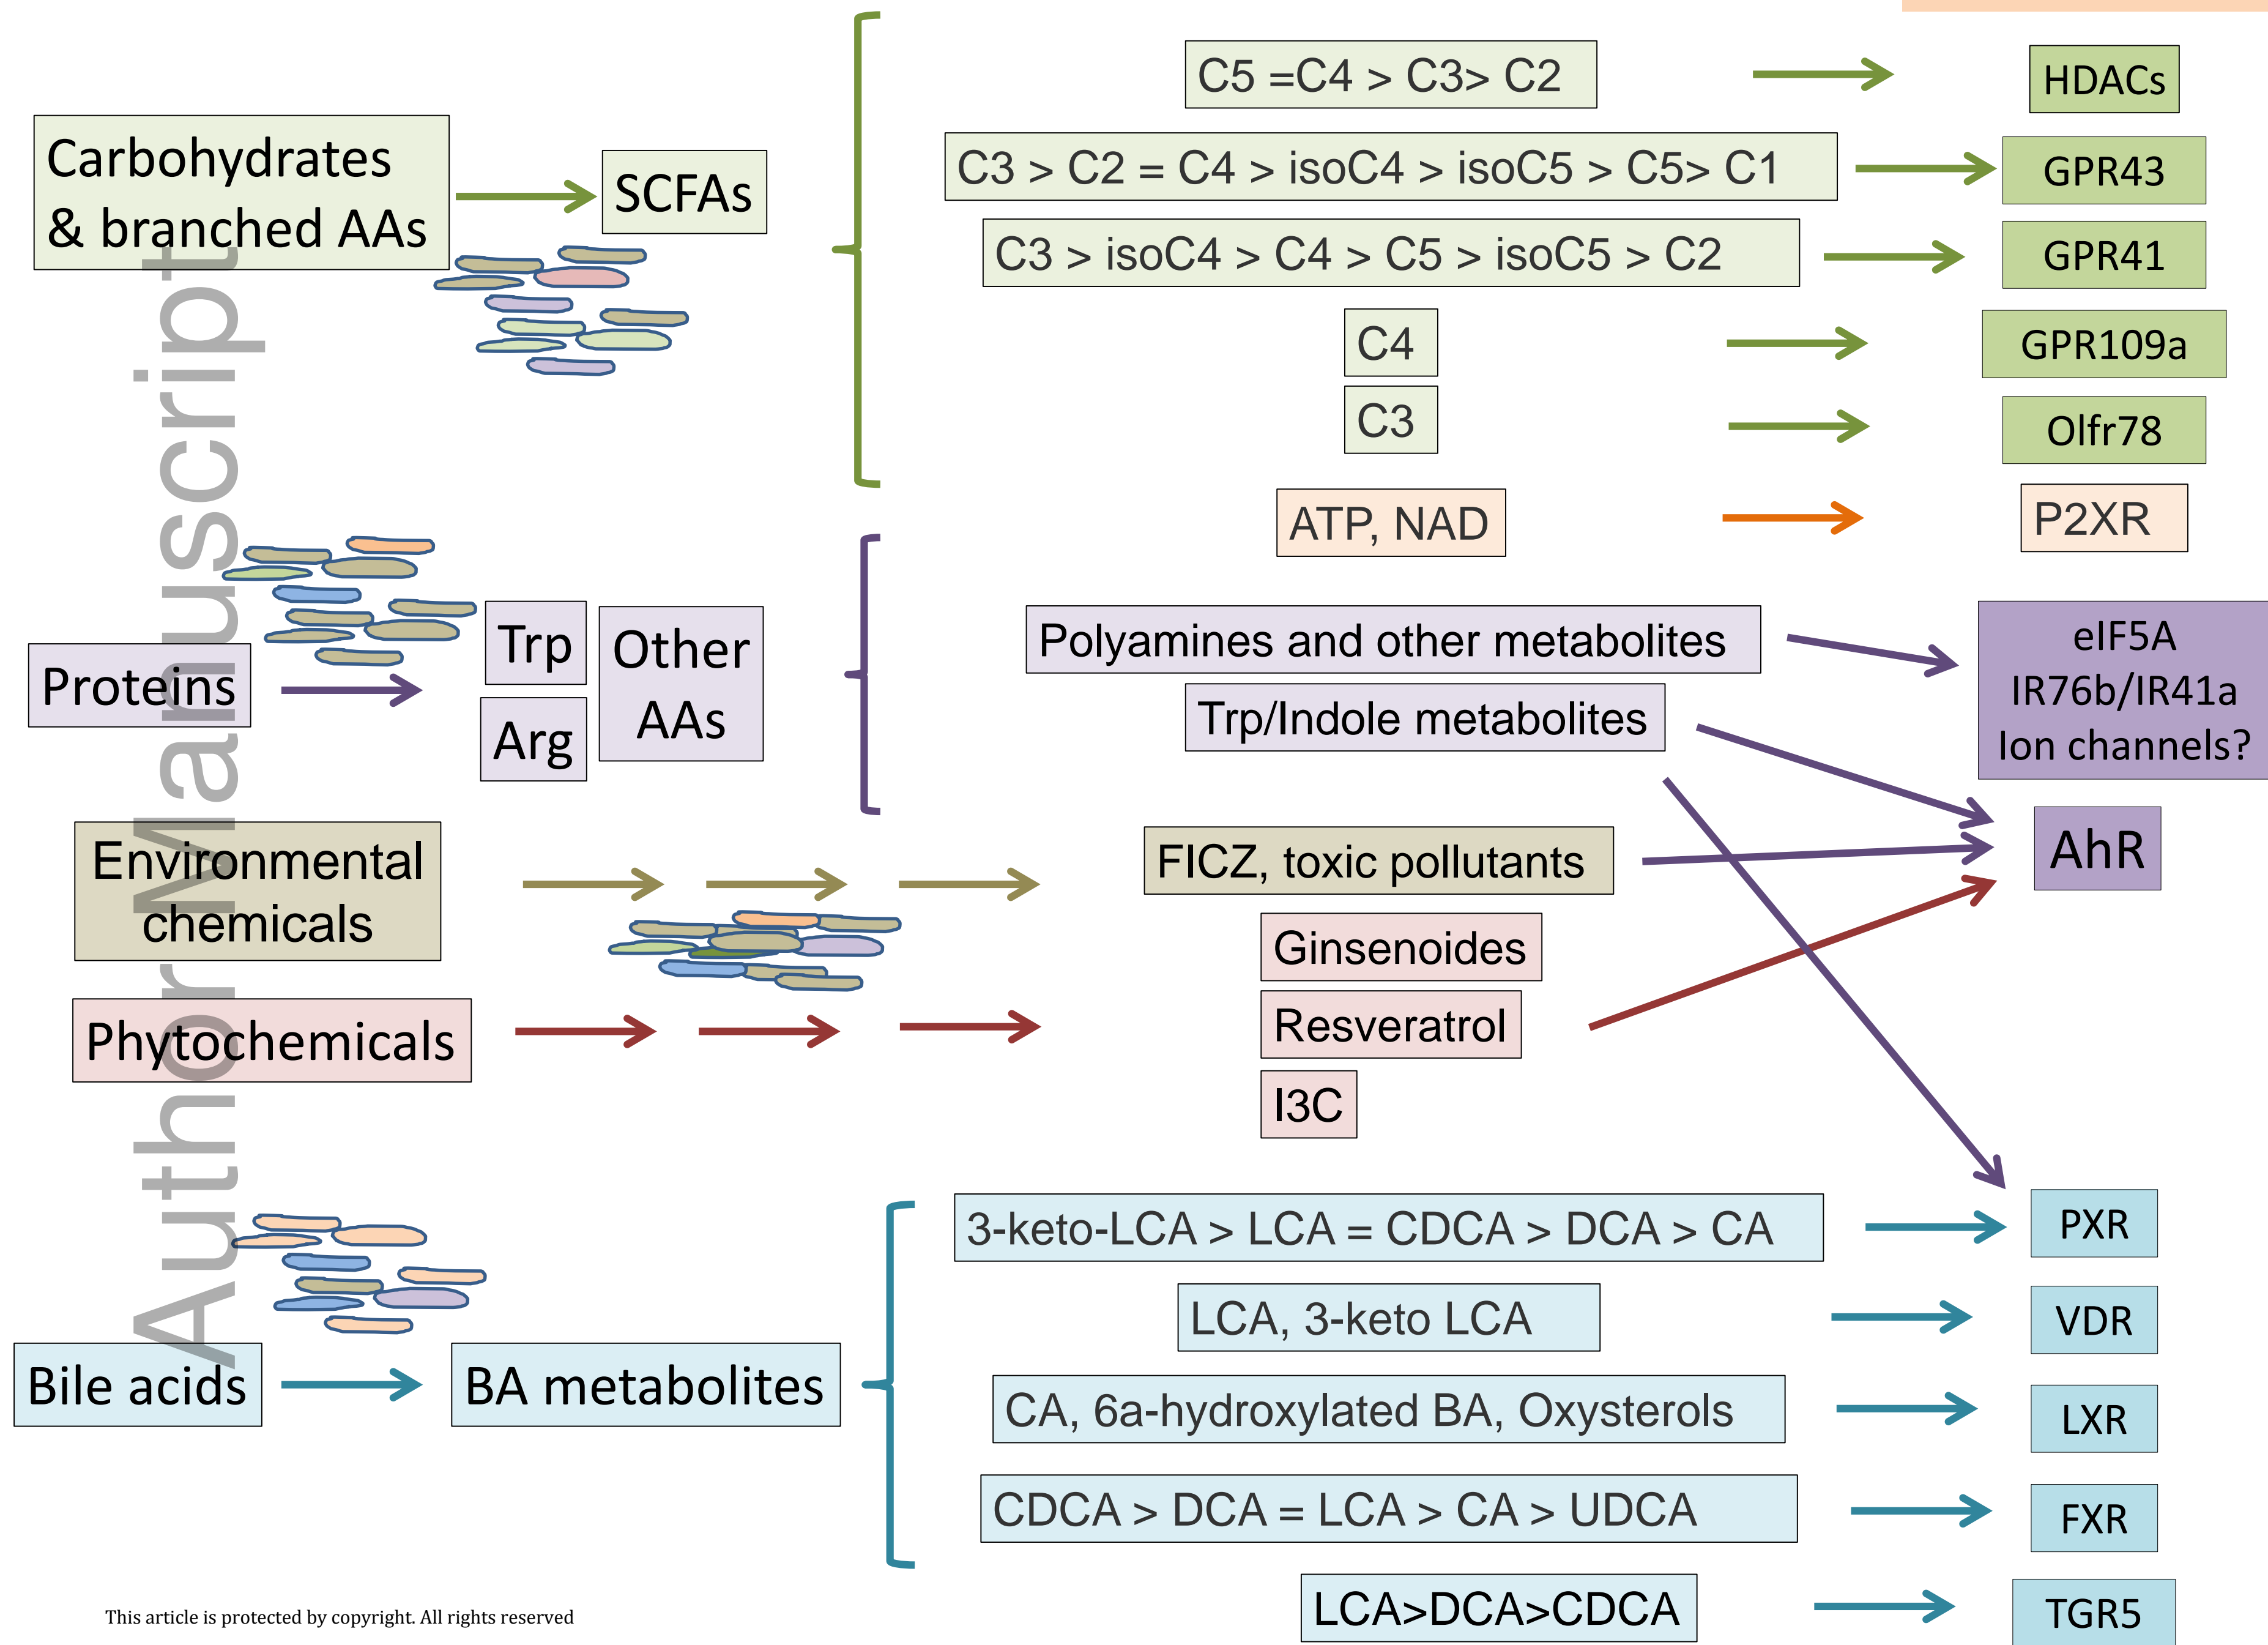 C5 =C4 > C3> C2
HDACs
Carbohydrates
& branched AAs
SCFAs
C3 > C2 = C4 > isoC4 > isoC5 > C5> C1
GPR43
C3 > isoC4 > C4 > C5 > isoC5 > C2
GPR41
C4
GPR109a
C3
Olfr78
ATP, NAD
P2XR
Proteins
Trp
Arg
Other
AAs
Polyamines and other metabolites
eIF5A
IR76b/IR41a
Ion channels?
Trp/Indole metabolites
AhR
Environmental
chemicals
FICZ, toxic pollutants
Ginsenoides
Phytochemicals
Resveratrol
I3C
3-keto-LCA > LCA = CDCA > DCA > CA
PXR
LCA, 3-keto LCA
VDR
Bile acids
BA metabolites
CA, 6a-hydroxylated BA, Oxysterols
LXR
CDCA > DCA = LCA > CA > UDCA
FXR
LCA>DCA>CDCA
TGR5
Author Manuscript
This article is protected by copyright. All rights reserved